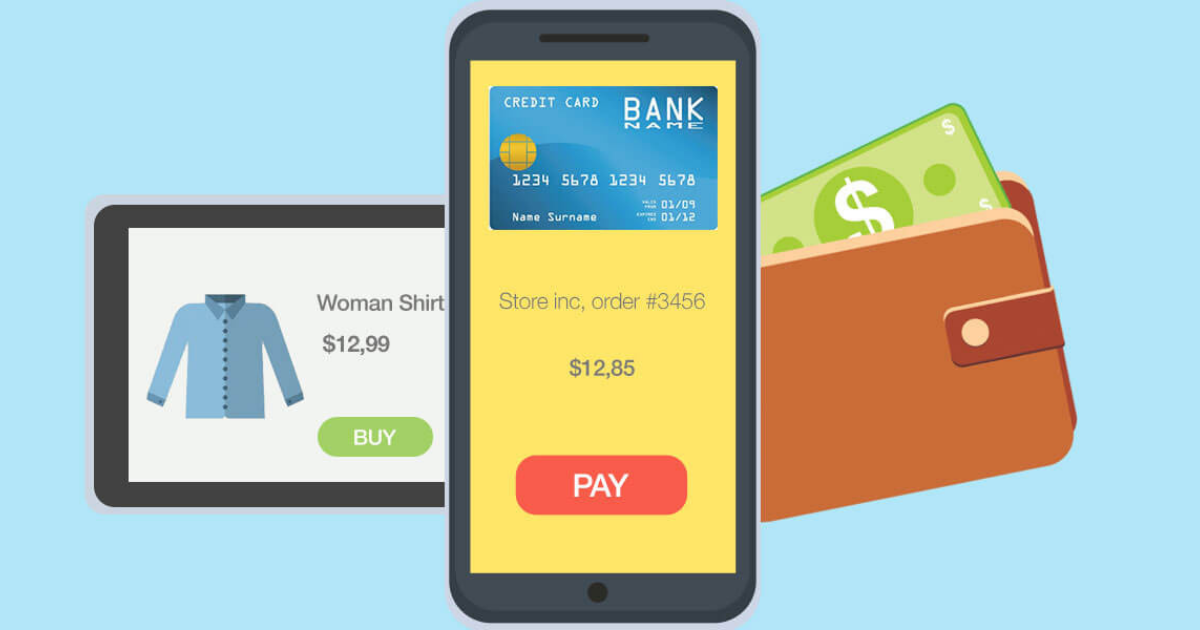 CREDIT CARD
BANK
NAME
1234 5678 1234 5678
VALID
FROM 01/09
EXPIRES
END 01/12
Name Surname
Woman Shirt
$12,99
BUY
Store inc, order #3456
$12,85
PAY
$
$
$